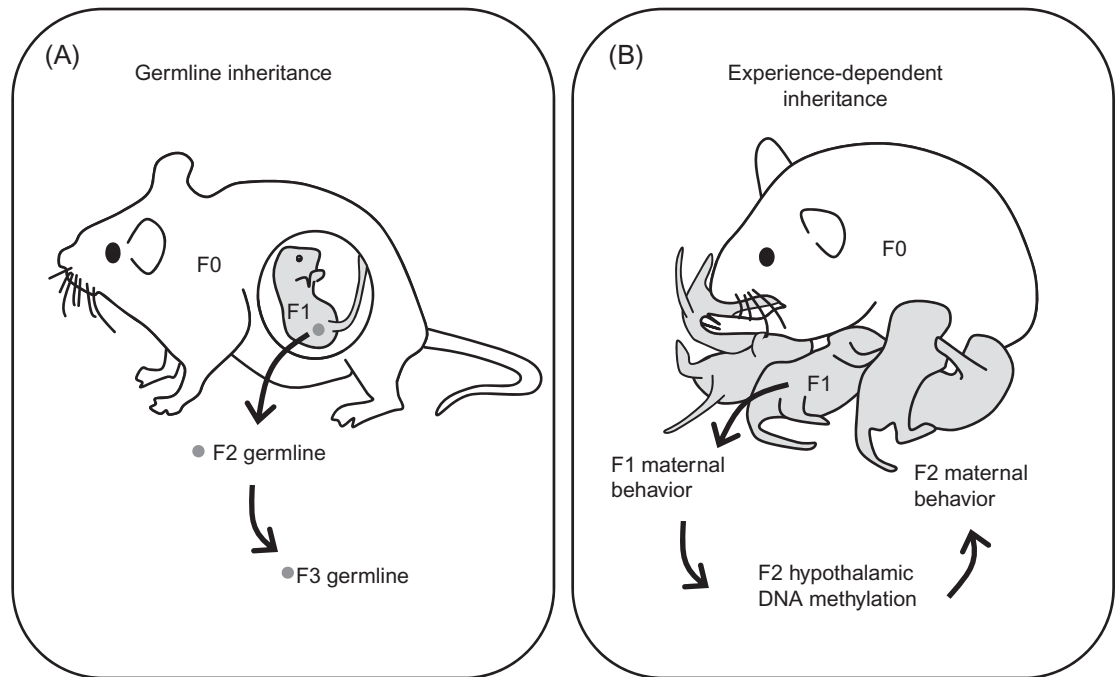 (A)
Germline inheritance
F0
F1
F2 germline
F3 germline
(B)
Experience-dependent
inheritance
F0
F1
F1 maternal
behavior
F2 maternal
behavior
F2 hypothalamic
DNA methylation